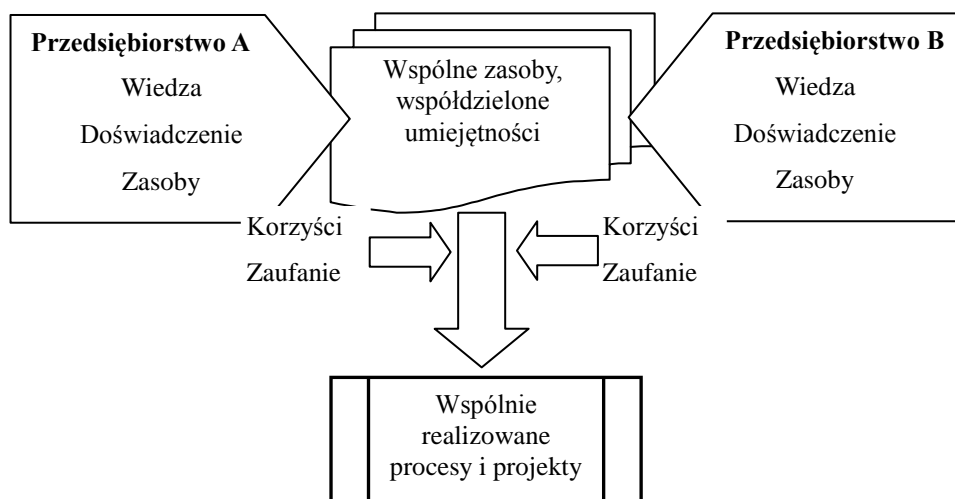 Przedsiębiorstwo A
Wiedza
Doświadczenie
Zasoby
Wspólne zasoby,
współdzielone
umiejętności
Przedsiębiorstwo B
Wiedza
Doświadczenie
Zasoby
Korzyści
Zaufanie
Korzyści
Zaufanie
Wspólnie
realizowane
procesy i projekty